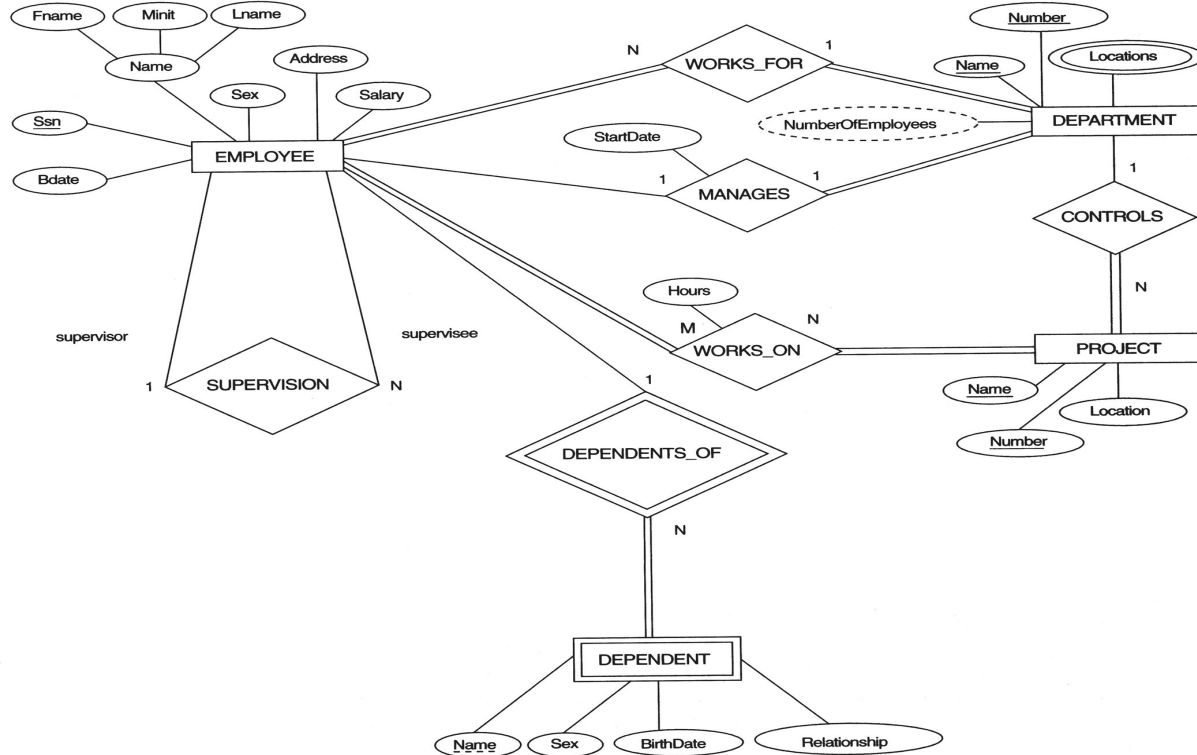 Fname
Minit
Lname
Number
Name
Address
N
1
WORKS_FOR
Locations
Name
Sex
Salary
Ssn
NumberOfEmployees
DEPARTMENT
StartDate
EMPLOYEE
Bdate
1
MANAGES
1
1
CONTROLS
Hours
N
supervisor
supervisee
M
N
WORKS_ON
PROJECT
1
SUPERVISION
N
1
Name
Location
Number
DEPENDENTS_OF
N
DEPENDENT
Name
Sex
BirthDate
Relationship